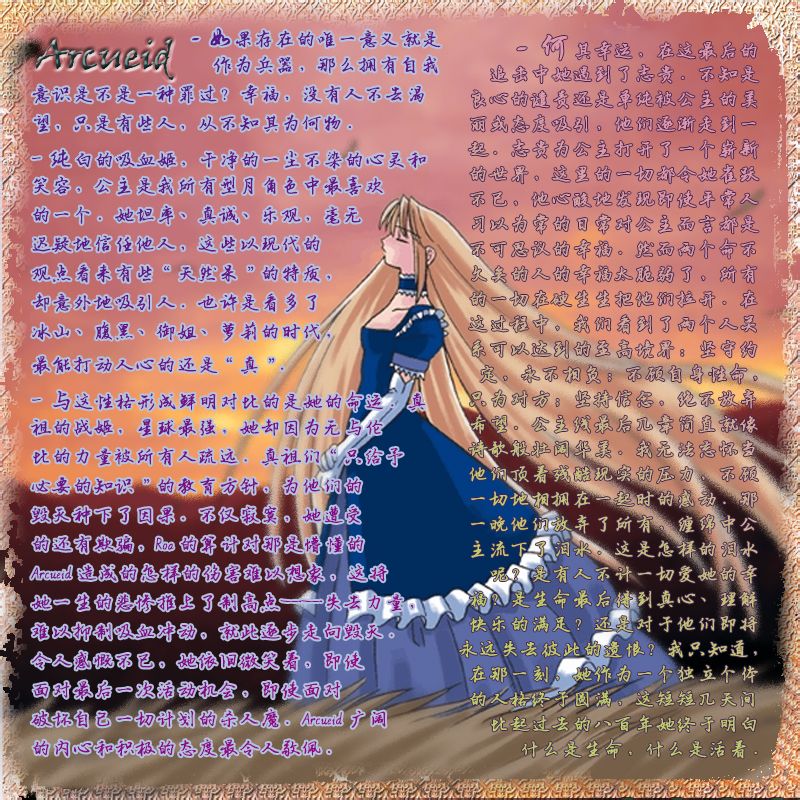 Arcueid
- 如果存在的唯一意义就是
作为兵器，那么拥有自我
意识是不是一种罪过？幸福，没有人不去渴
望，只是有些人，从不知其为何物．
- 纯白的吸血姬，干净的一尘不染的心灵和
笑容，公主是我所有型月角色中最喜欢
的一个．她坦率、真诚、乐观，毫无
迟疑地信任他人，这些以现代的
观点看来有些“天然呆”的特质，
却意外地吸引人．也许是看多了
冰山、腹黑、御姐、萝莉的时代，
最能打动人心的还是“真”．
- 与这性格形成鲜明对比的是她的命运．真
祖的战姬，星球最强，她却因为无与伦
比的力量被所有人疏远．真祖们“只给予
必要的知识”的教育方针，为他们的
毁灭种下了因果．不仅寂寞，她遭受
的还有欺骗，Roa 的算计对那是懵懂的
Arcueid 造成的怎样的伤害难以想象，这将
她一生的悲惨推上了制高点——失去力量，
难以抑制吸血冲动，就此逐步走向毁灭．
令人感慨不已，她依旧微笑着，即使
面对最后一次活动机会，即使面对
破坏自己一切计划的杀人魔．Arcueid 广阔
的内心和积极的态度最令人敬佩．
- 何其幸运，在这最后的
追击中她遇到了志贵．不知是
良心的谴责还是单纯被公主的美
丽或态度吸引，他们逐渐走到一
起．志贵为公主打开了一个崭新
的世界，这里的一切都令她雀跃
不已，他心酸地发现即使平常人
习以为常的日常对公主而言都是
不可思议的幸福．然而两个命不
久矣的人的幸福太脆弱了，所有
的一切在硬生生把他们拉开．在
这过程中，我们看到了两个人关
系可以达到的至高境界：坚守约
定，永不相负；不顾自身性命，
只为对方；坚持信念，绝不放弃
希望．公主线最后几章简直就像
诗歌般壮阔华美．我无法忘怀当
他们顶着残酷现实的压力，不顾
一切地相拥在一起时的感动．那
一晚他们放弃了所有，缠绵中公
主流下了泪水．这是怎样的泪水
呢？是有人不计一切爱她的幸
福？是生命最后得到真心、理解
快乐的满足？还是对于他们即将
永远失去彼此的遗恨？我只知道，
在那一刻，她作为一个独立个体
的人格终于圆满，这短短几天间
比起过去的八百年她终于明白
什么是生命，什么是活着．